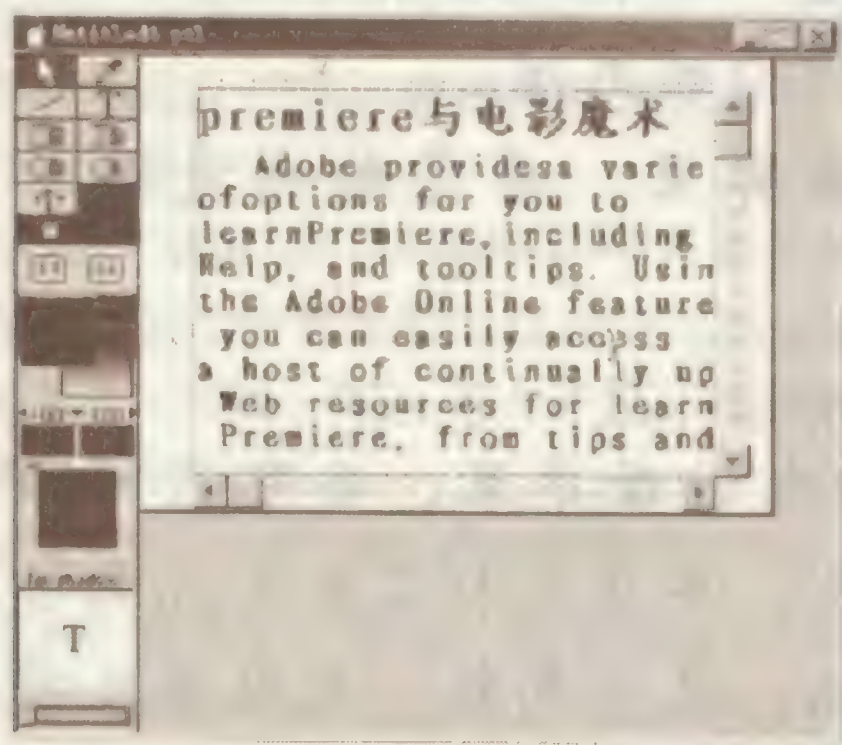 premiere与电影魔术
Adobe providesa varie
ofoptions for you to
learnPremiere,including
Help, and tooltips. Usin
the Adobe Online feature
you can easily access
a host of continually up
Web resources for learn
Premiere, from tips and
T